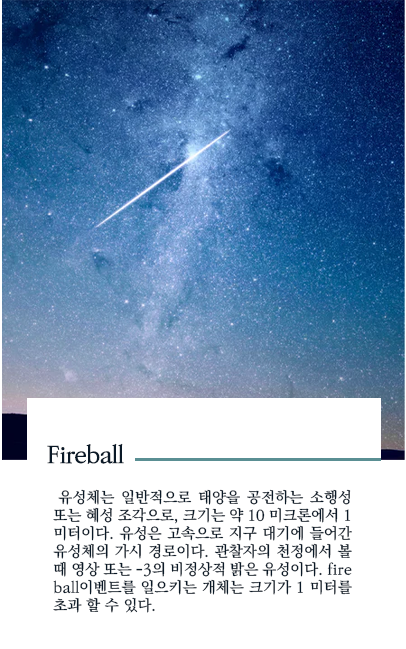 Fireball
유성체는 일반적으로 태양을 공전하는 소행성
또는 혜성 조각으로, 크기는 약 10 미크론에서 1
미터이다. 유성은 고속으로 지구 대기에 들어간
유성체의 가시 경로이다. 관찰자의 천정에서 볼
때 영상 또는 -3의 비정상적 밝은 유성이다. fire
ball이벤트를 일으키는 개체는 크기가 1 미터를
초과 할 수 있다.